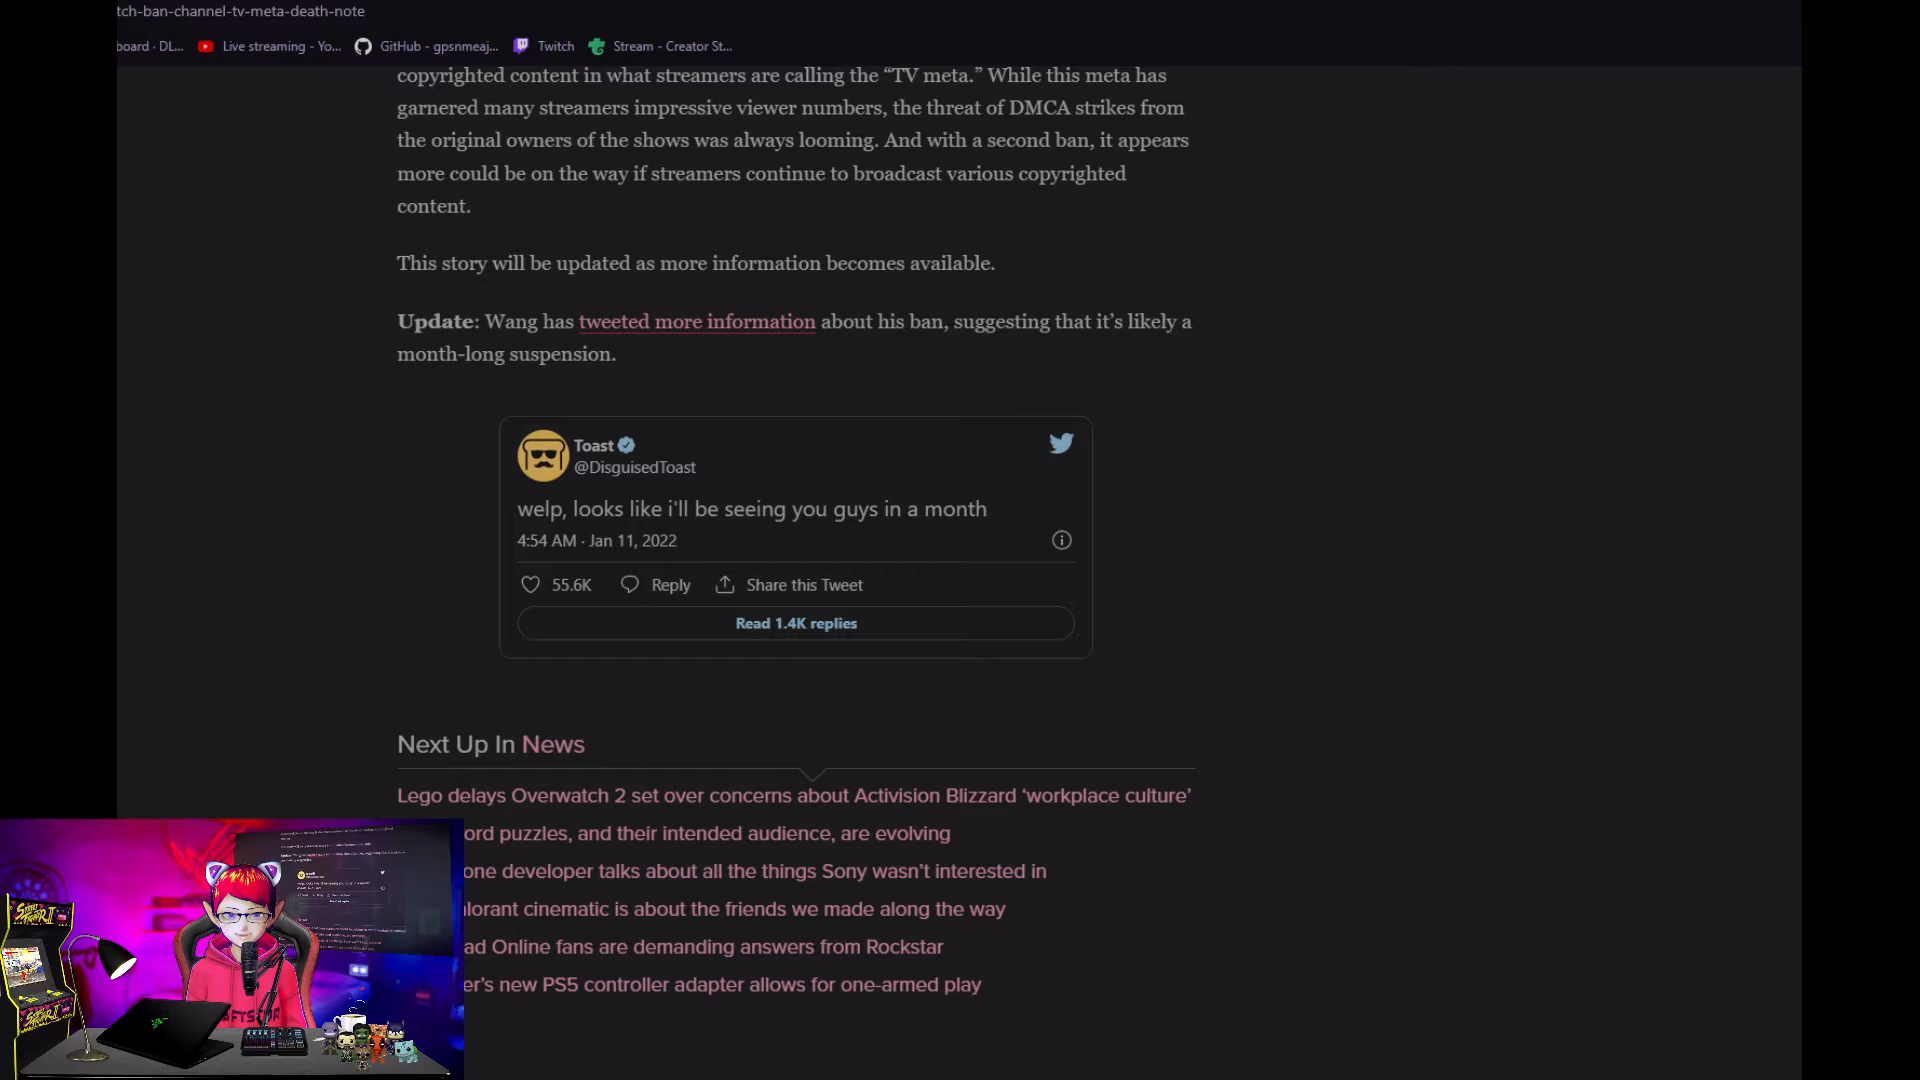 tch-ban-channel-tv-meta-death-note
board · DL... Live streaming - Yo... GitHub - gpsnmeaj... Twitch Stream - Creator St...
copyrighted content in what streamers are calling the “TV meta.” While this meta has
garnered many streamers impressive viewer numbers, the threat of DMCA strikes from
the original owners of the shows was always looming. And with a second ban, it appears
more could be on the way if streamers continue to broadcast various copyrighted
content.
This story will be updated as more information becomes available.
Update: Wang has tweeted more information about his ban, suggesting that it’s likely a
month-long suspension.
Toast
@DisguisedToast
welp, looks like i'll be seeing you guys in a month
4:54 AM · Jan 11, 2022
55.6K Reply Share this Tweet
Read 1.4K replies
Next Up In News
Lego delays Overwatch 2 set over concerns about Activision Blizzard ‘workplace culture’
ord puzzles, and their intended audience, are evolving
one developer talks about all the things Sony wasn’t interested in
lorant cinematic is about the friends we made along the way
ad Online fans are demanding answers from Rockstar
er’s new PS5 controller adapter allows for one-armed play